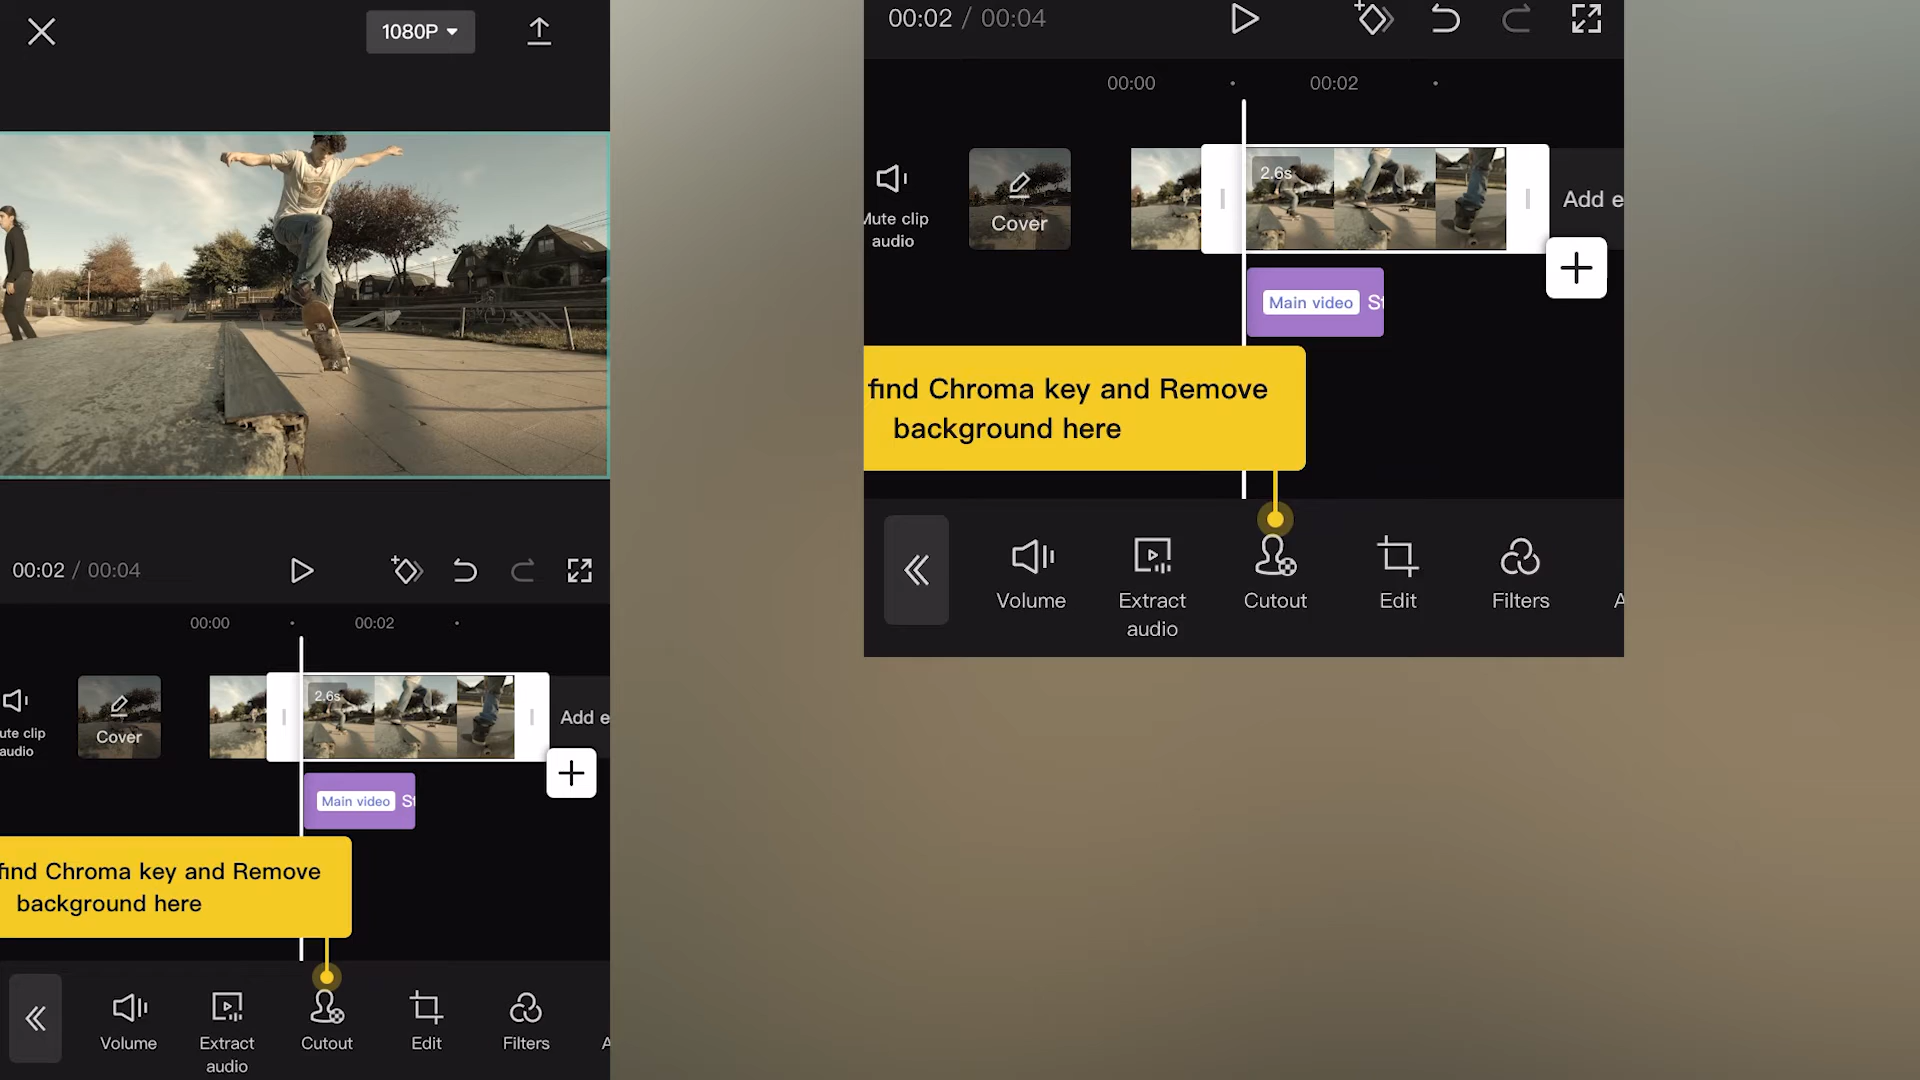 1080P
00:02 / 00:04
00:00
00:02
ute clip
audio
Cover
2.6s
Add e
Main video
St
find Chroma key and Remove
background here
Volume
Extract
audio
Cutout
Edit
Filters
A
00:02 / 00:04
00:00
00:02
Mute clip
audio
Cover
2.6s
Add e
Main video
St
find Chroma key and Remove
background here
Volume
Extract
audio
Cutout
Edit
Filters
A